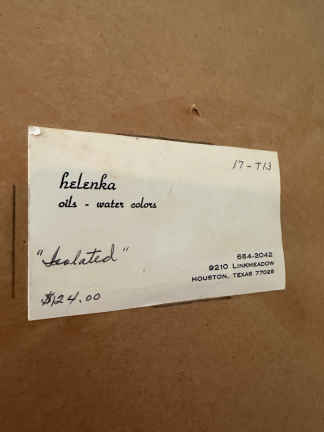 17-T13
helenka
oils - water colors
"Isolated"
$124.00
664-2042
9210 Linkmeadow
Houston, Texas 77025